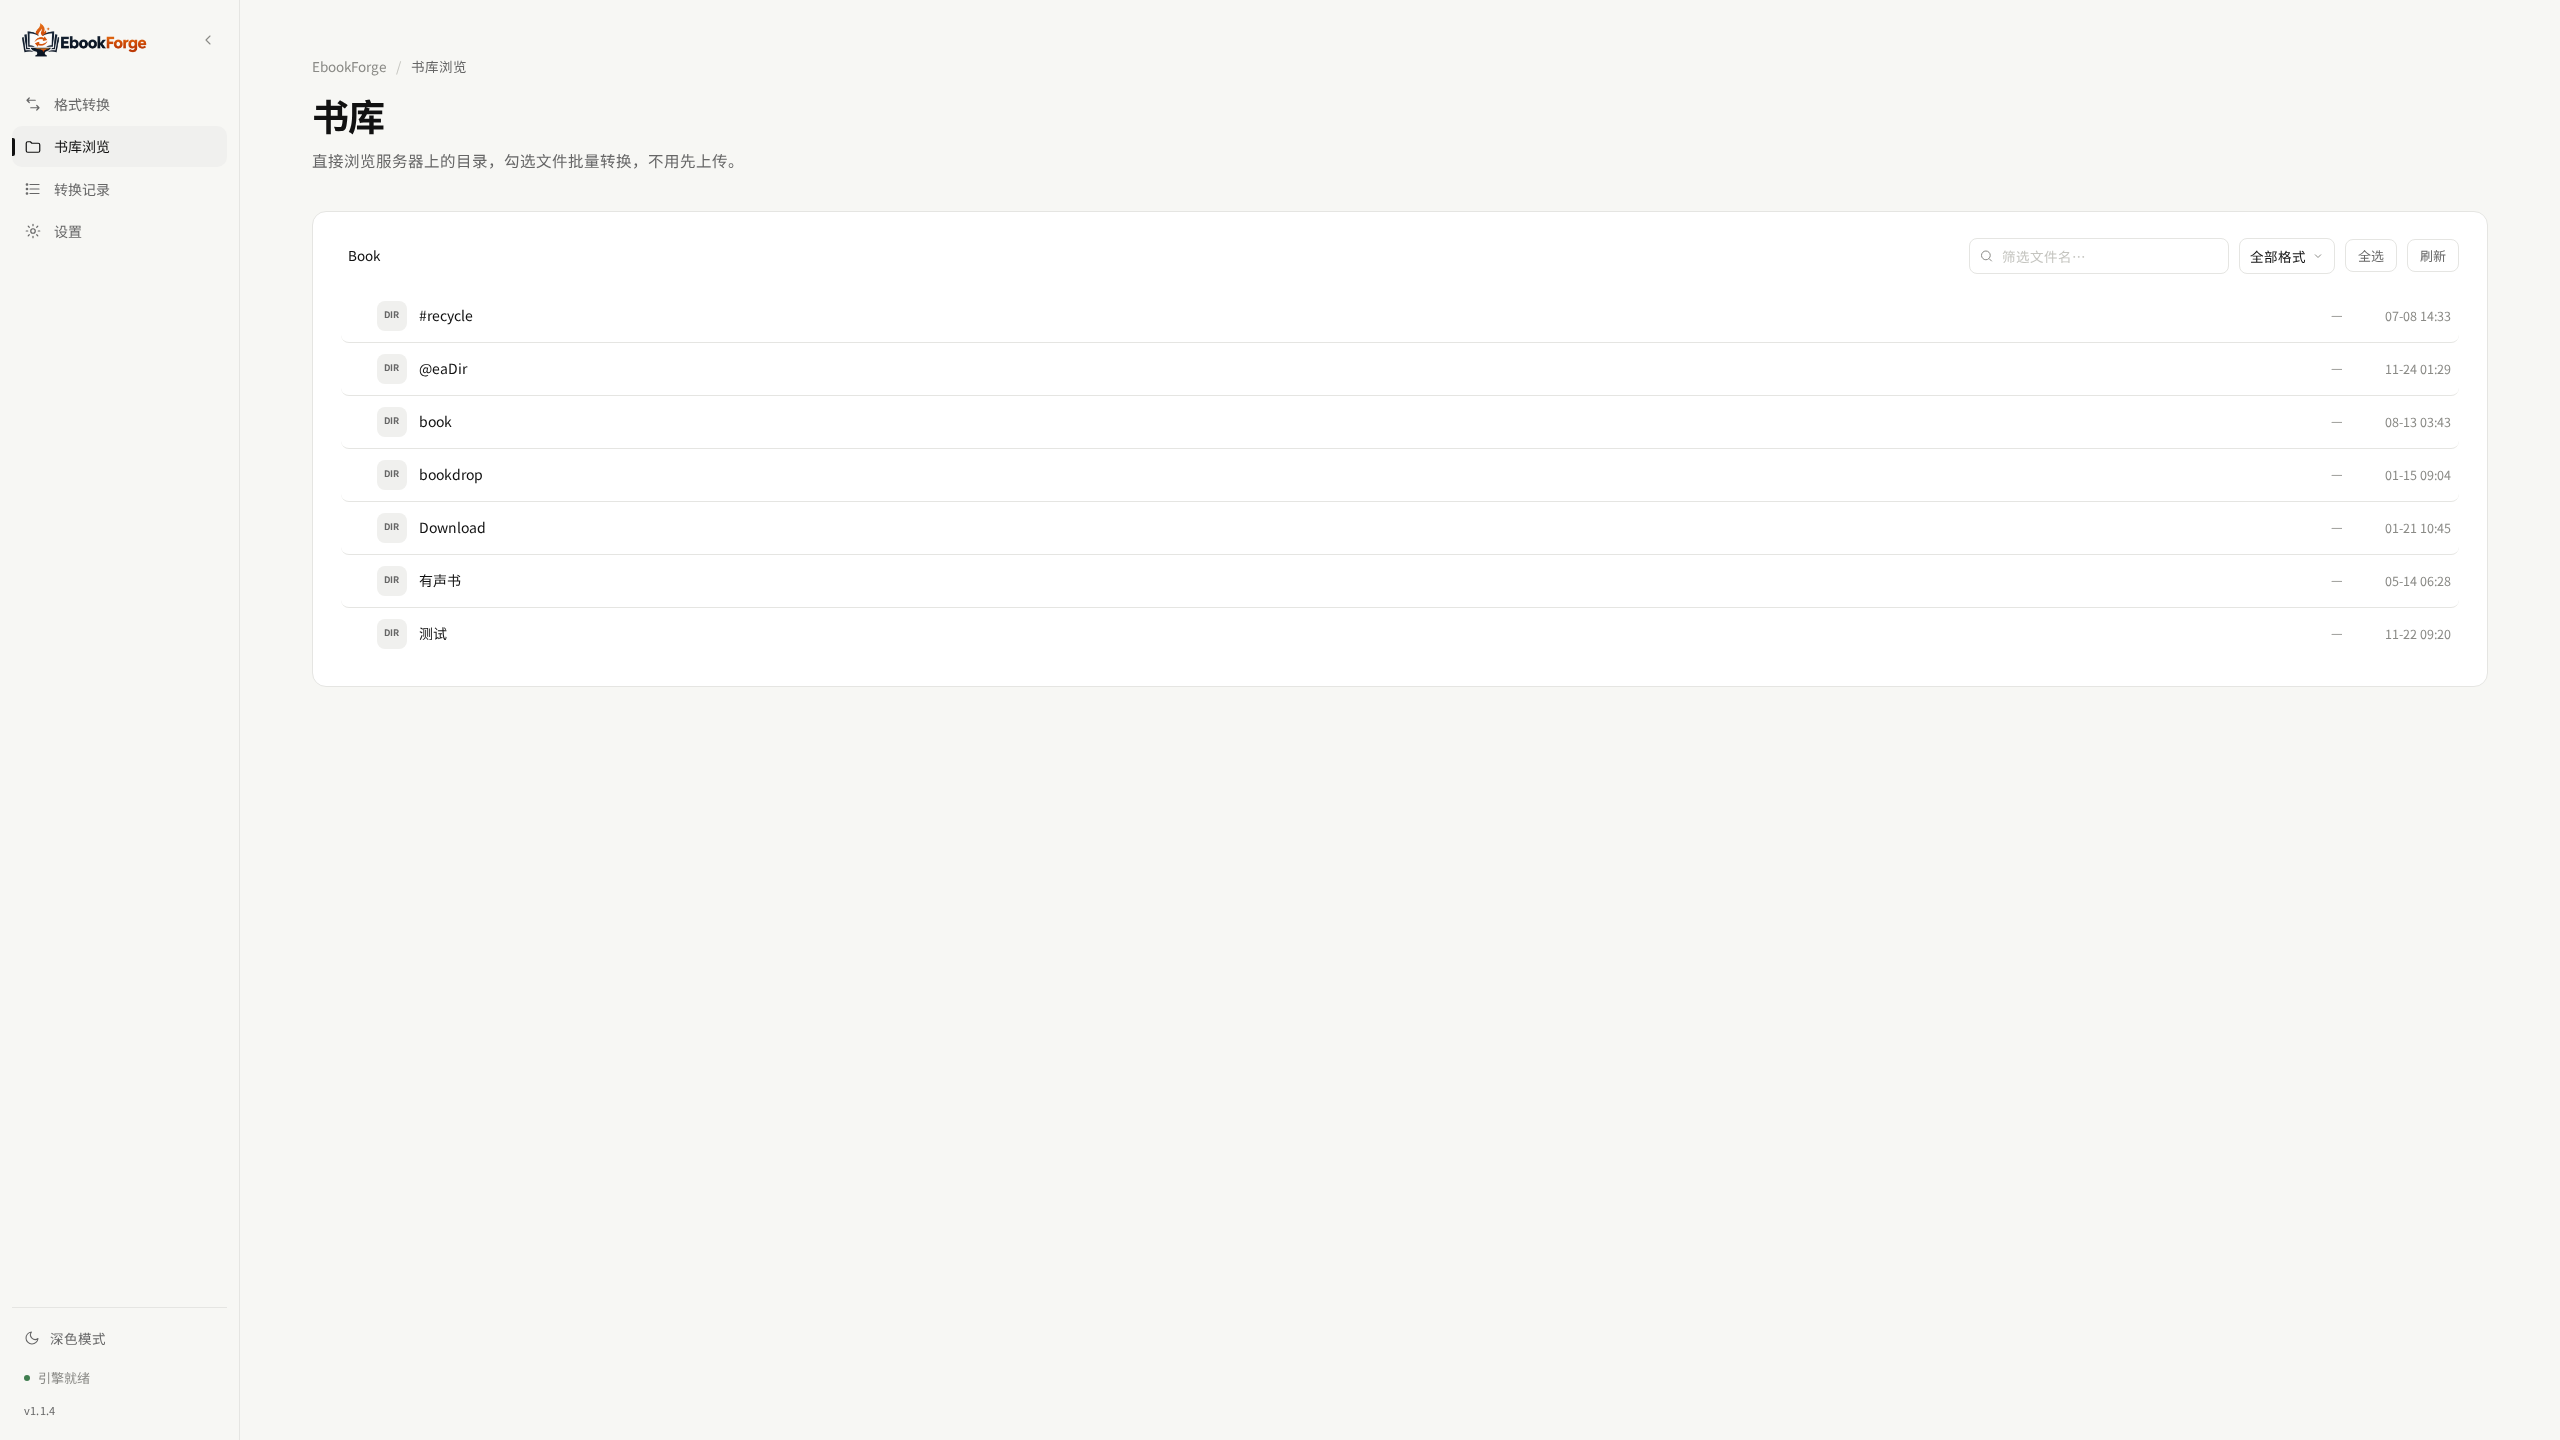 EbookForge
格式转换
书库浏览
转换记录
设置
EbookForge / 书库浏览
书库
直接浏览服务器上的目录，勾选文件批量转换，不用先上传。
Book 筛选文件名… 全部格式 全选 刷新
DIR #recycle — 07-08 14:33
DIR @eaDir — 11-24 01:29
DIR book — 08-13 03:43
DIR bookdrop — 01-15 09:04
DIR Download — 01-21 10:45
DIR 有声书 — 05-14 06:28
DIR 测试 — 11-22 09:20
深色模式
引擎就绪
v1.1.4